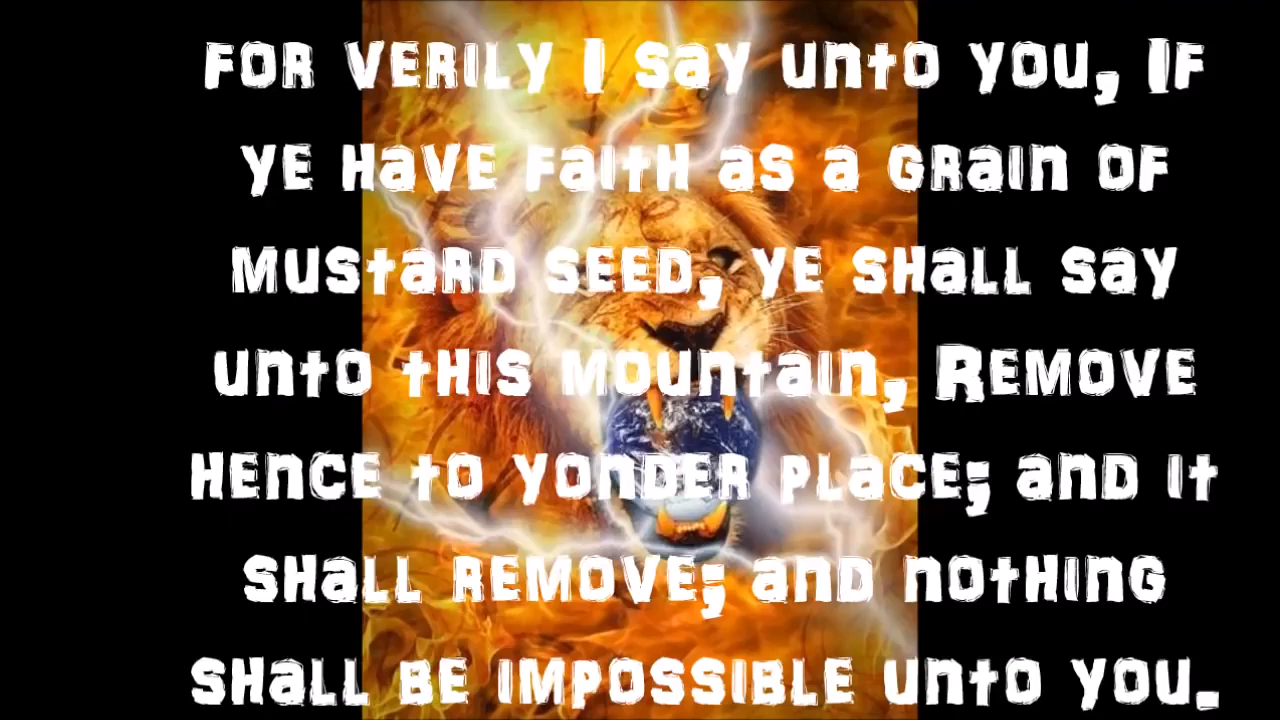 for verily I say unto you, If
ye have faith as a grain of
mustard seed, ye shall say
unto this mountain, Remove
hence to yonder place; and it
shall remove; and nothing
shall be impossible unto you.